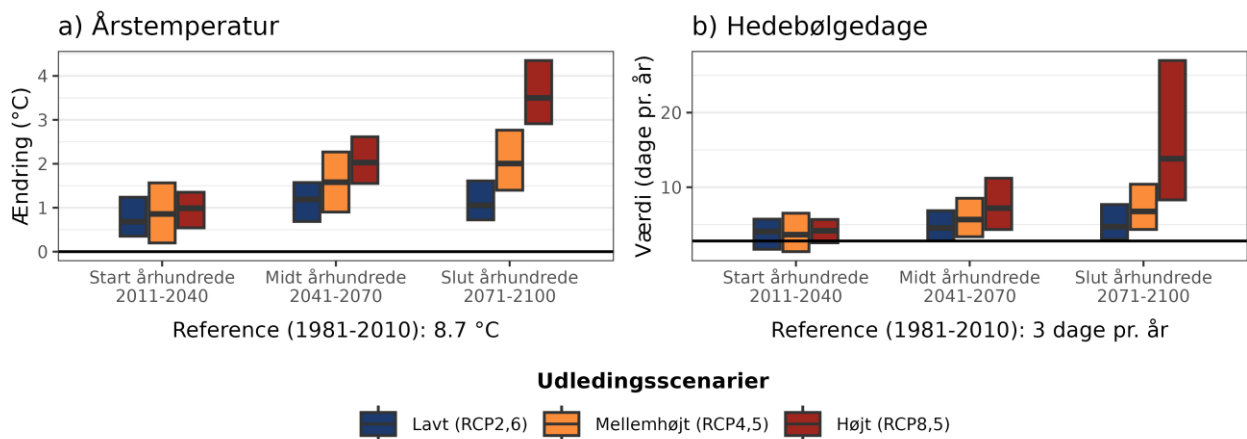 a) Årstemperatur
Ændring (°C)
4
3
2
1
0
Start århundrede
2011-2040
Midt århundrede
2041-2070
Slut århundrede
2071-2100
Reference (1981-2010): 8.7 °C
b) Hedebølgedage
Værdi (dage pr. år)
20
10
Start århundrede
2011-2040
Midt århundrede
2041-2070
Slut århundrede
2071-2100
Reference (1981-2010): 3 dage pr. år
Udledingsscenarier
Lavt (RCP2,6)
Mellemhøjt (RCP4,5)
Højt (RCP8,5)